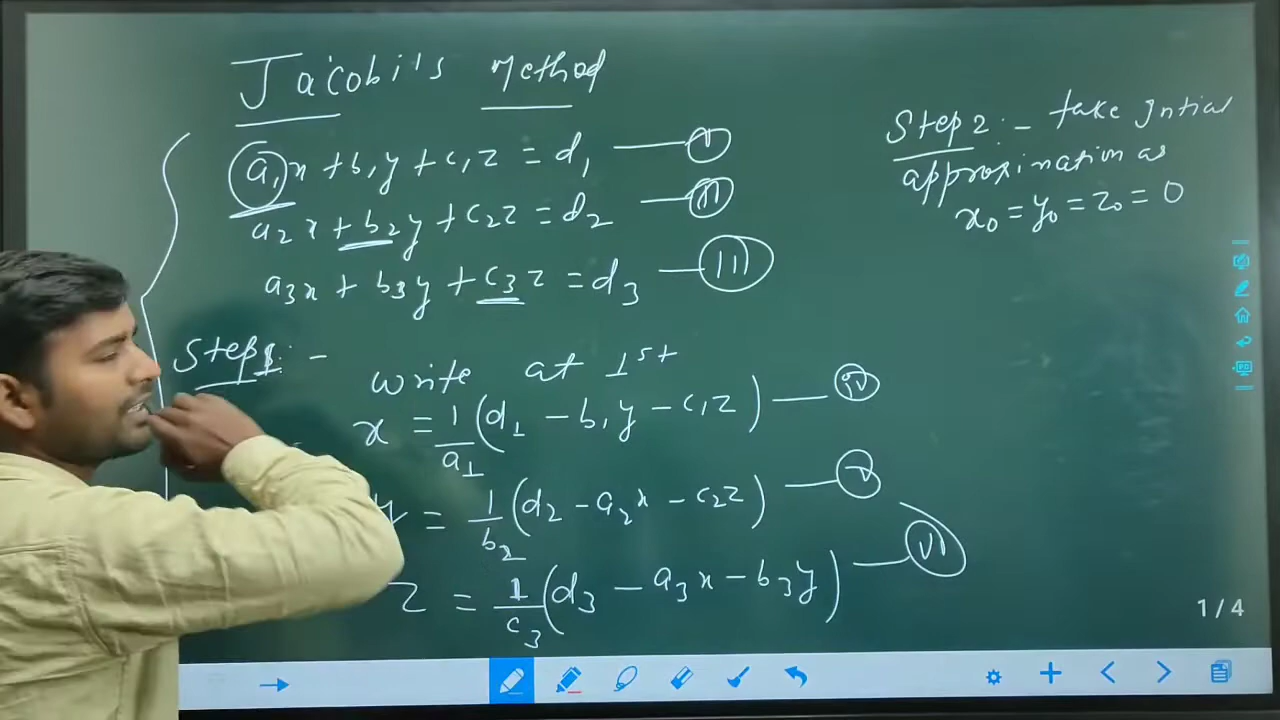 Jacobi's Method
a₁x + b₁y + c₁z = d₁ — (I)
a₂x + b₂y + c₂z = d₂ — (II)
a₃x + b₃y + c₃z = d₃ — (III)
Step 1: -
write at 1st
x = 1/a₁ (d₁ - b₁y - c₁z) — (IV)
y = 1/b₂ (d₂ - a₂x - c₂z) — (V)
z = 1/c₃ (d₃ - a₃x - b₃y) — (VI)
Step 2: - take Intial
approximation as
x₀ = y₀ = z₀ = 0
1/4